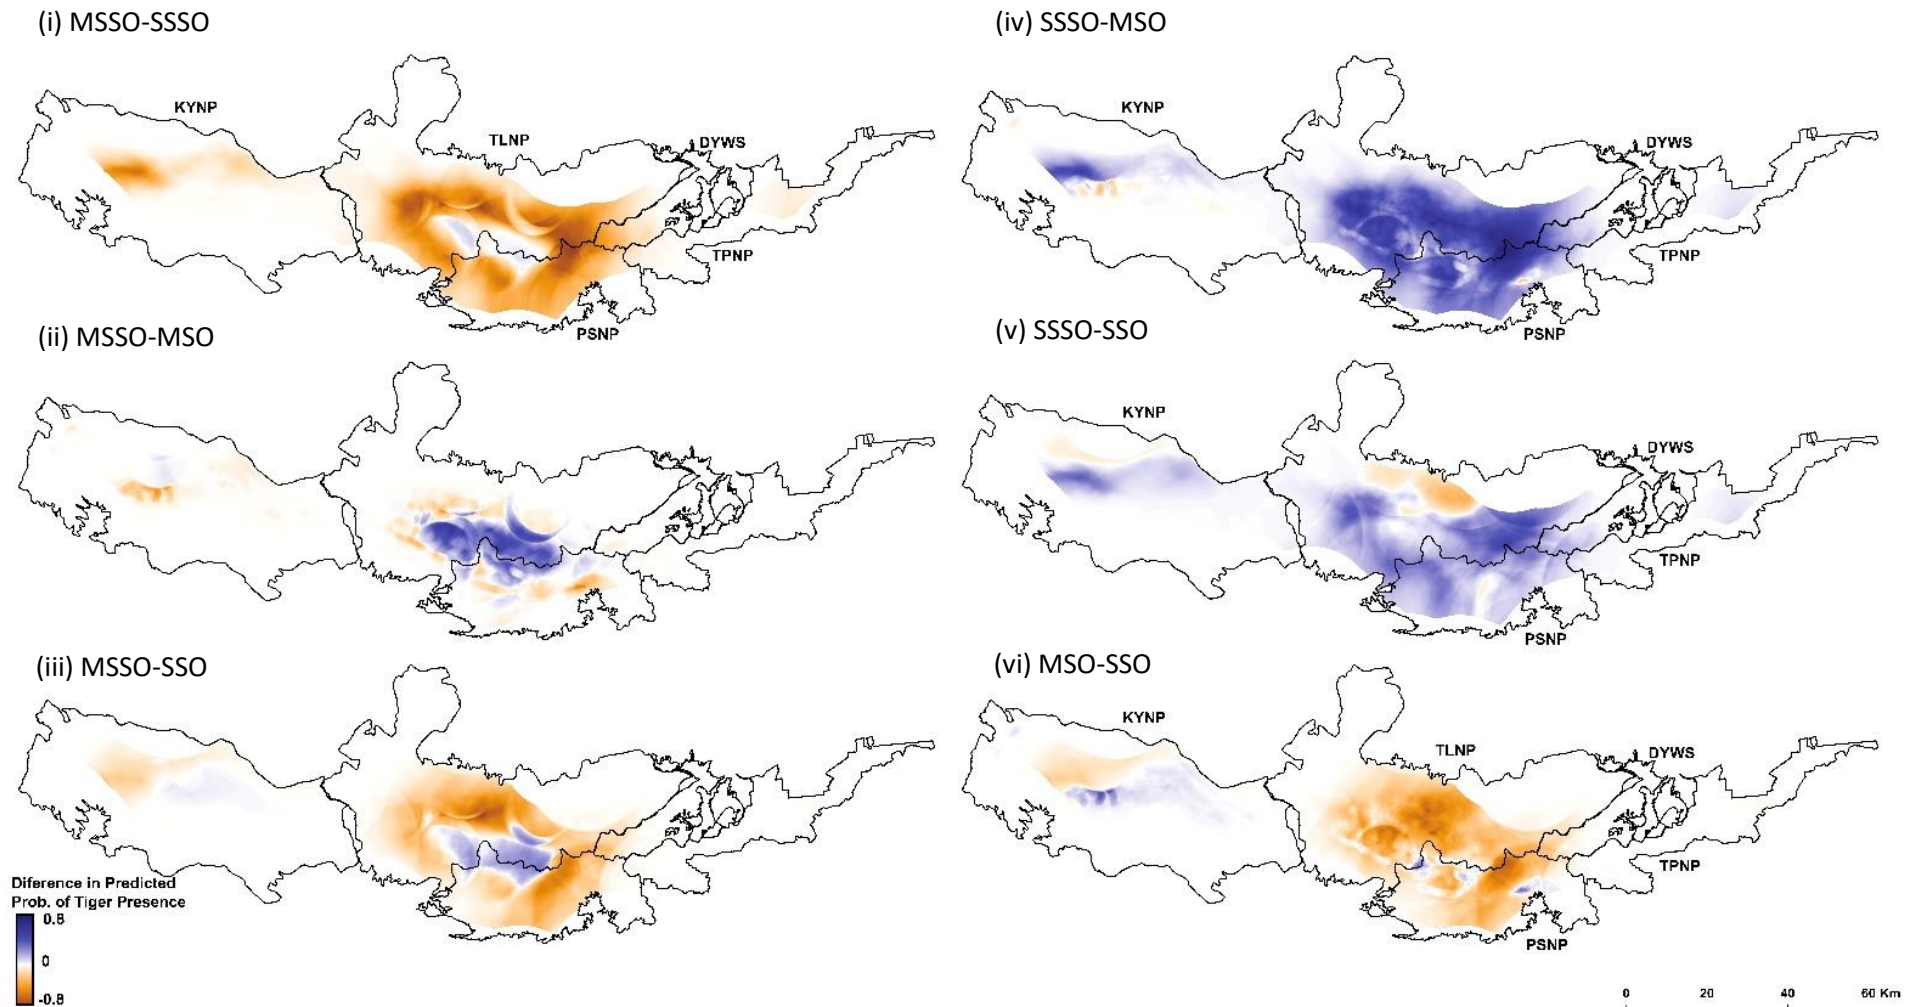 (i) MSSO-SSSO
KYNP
TLNP
DYWS
TPNP
PSNP
(ii) MSSO-MSO
(iii) MSSO-SSO
Diference in Predicted
Prob. of Tiger Presence
0.8
0
-0.8
(iv) SSSO-MSO
KYNP
DYWS
TPNP
PSNP
(v) SSSO-SSO
KYNP
DYWS
TPNP
PSNP
(vi) MSO-SSO
KYNP
TLNP
DYWS
TPNP
PSNP
0 20 40 60 Km